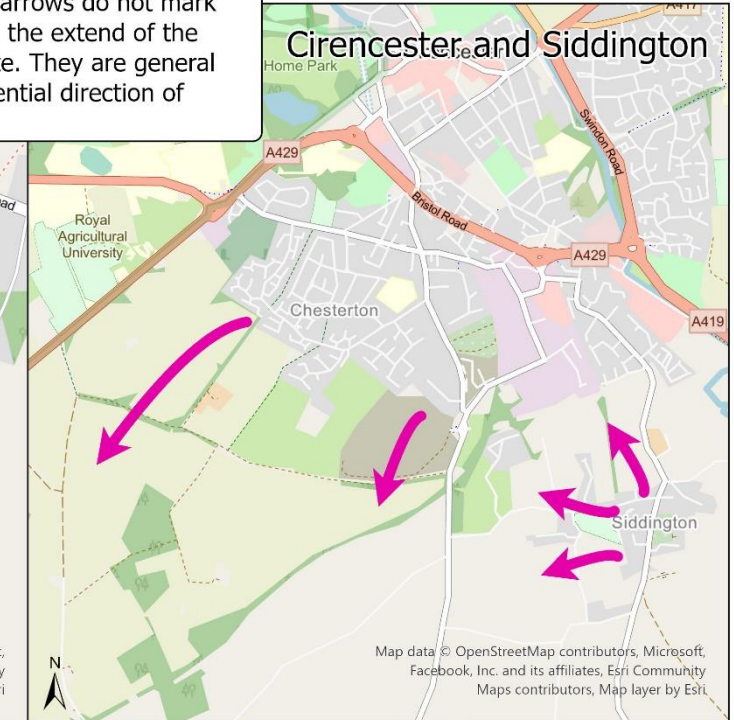 arrows do not mark
the extend of the
te. They are general
ential direction of
Cirencester and Siddington
Home Park
A417
A429
Swindon Road
Bristol Road
Royal
Agricultural
University
A429
Chesterton
A419
Siddington
Map data © OpenStreetMap contributors, Microsoft,
Facebook, Inc. and its affiliates, Esri Community
Maps contributors, Map layer by Esri
N